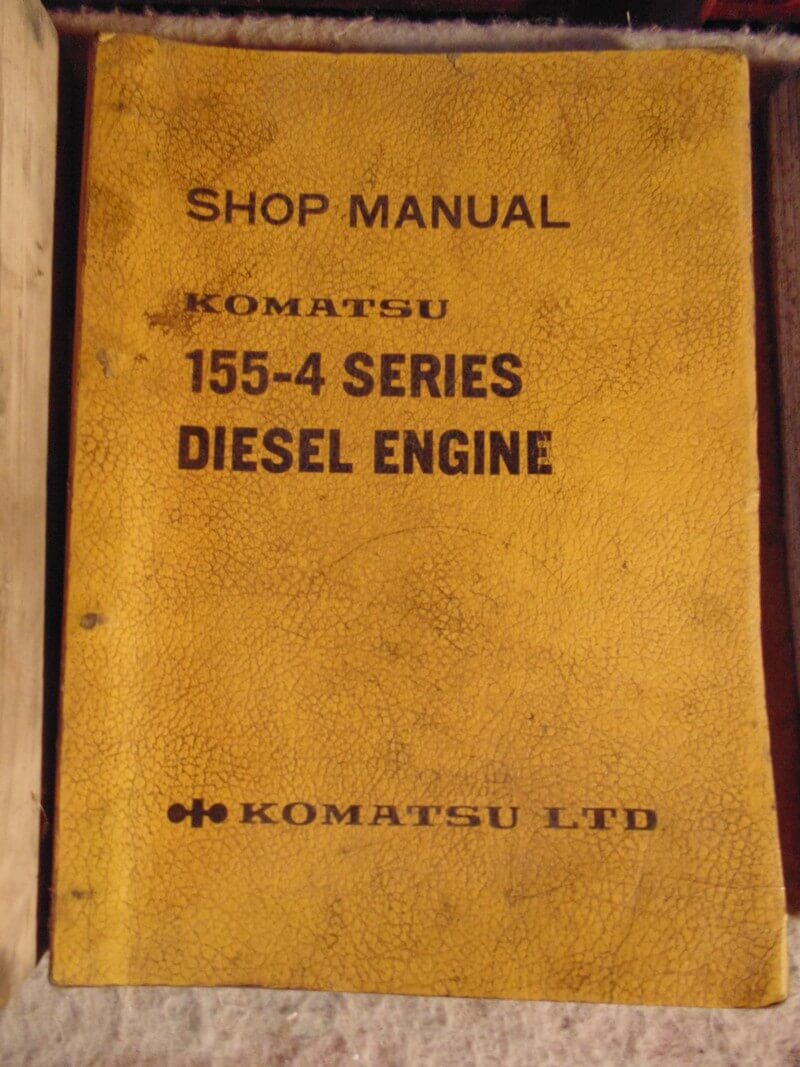 SHOP MANUAL
KOMATSU
155-4 SERIES
DIESEL ENGINE
KOMATSU LTD